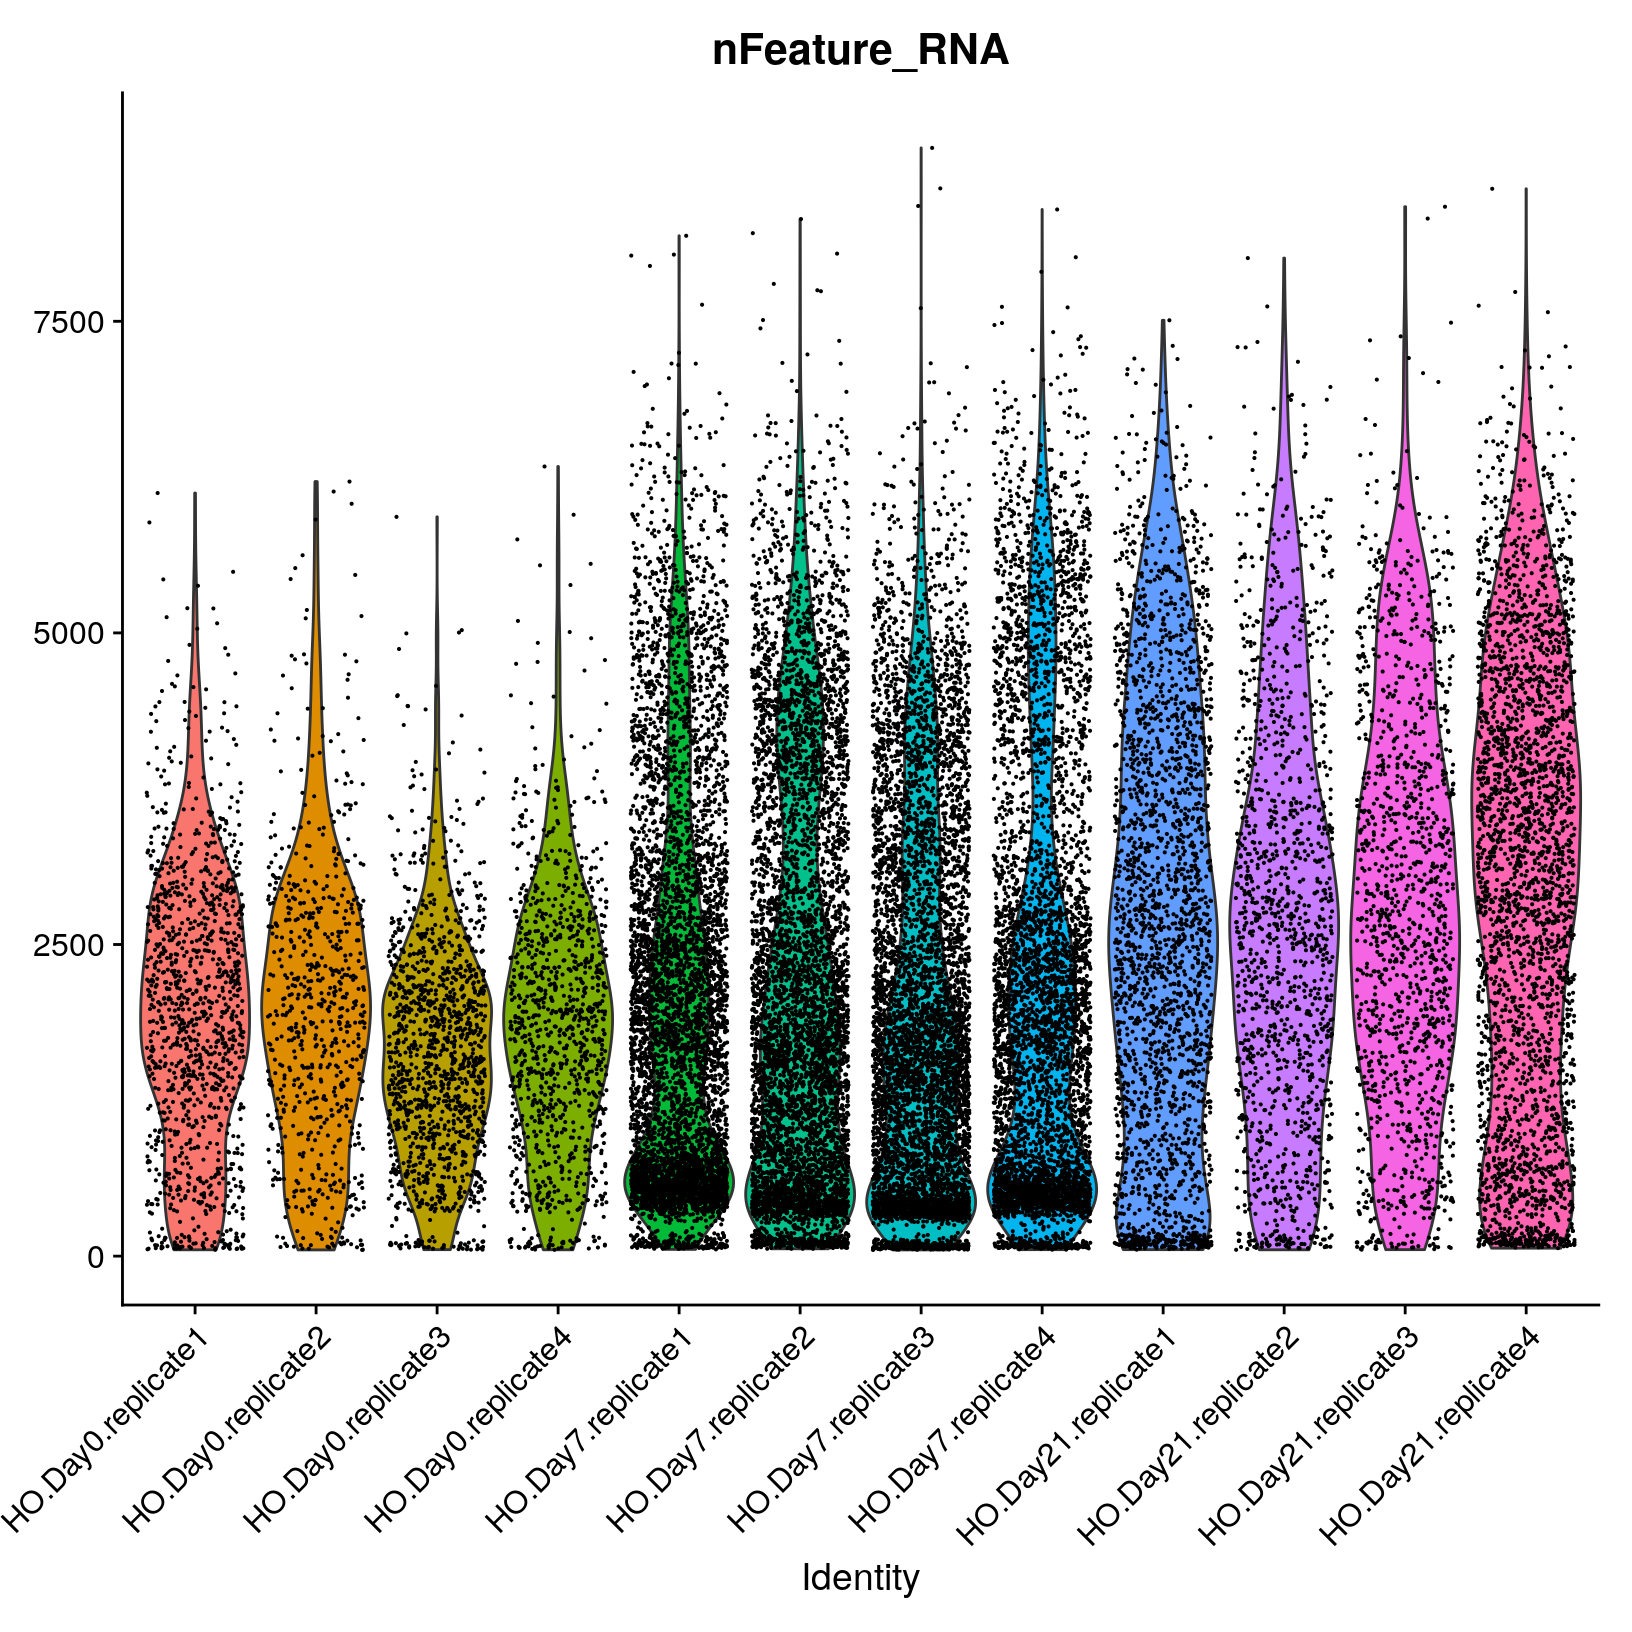 nFeature_RNA
7500
5000
2500
0
HO.Day0.replicate1
HO.Day0.replicate2
HO.Day0.replicate3
HO.Day0.replicate4
HO.Day7.replicate1
HO.Day7.replicate2
HO.Day7.replicate3
HO.Day7.replicate4
HO.Day21.replicate1
HO.Day21.replicate2
HO.Day21.replicate3
HO.Day21.replicate4
Identity